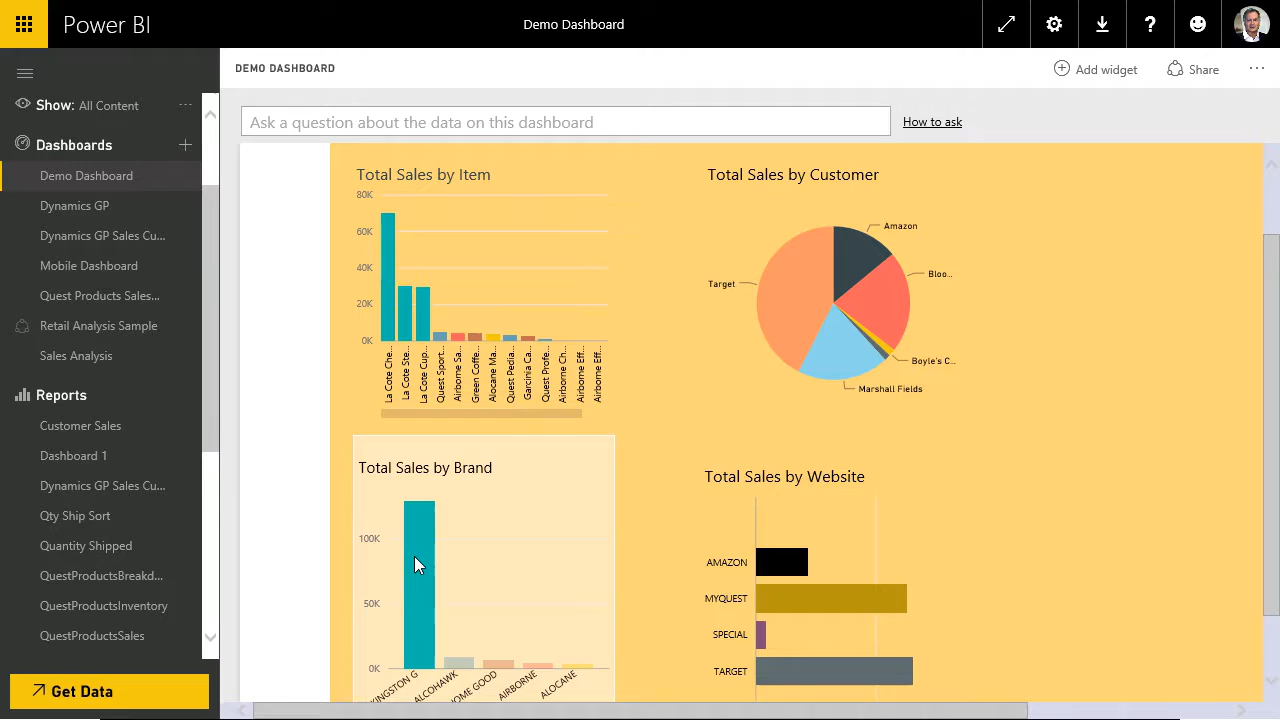 Power BI
Demo Dashboard
DEMO DASHBOARD
Add widget
Share
Show: All Content
Dashboards
Demo Dashboard
Dynamics GP
Dynamics GP Sales Cu...
Mobile Dashboard
Quest Products Sales...
Retail Analysis Sample
Sales Analysis
Reports
Customer Sales
Dashboard 1
Dynamics GP Sales Cu...
Qty Ship Sort
Quantity Shipped
QuestProductsBreakd...
QuestProductsInventory
QuestProductsSales
Get Data
Ask a question about the data on this dashboard
How to ask
Total Sales by Item
80K
60K
40K
20K
0K
La Cote Che...
La Cote Ste...
La Cote Cup...
Quest Sport...
Airborne Sa...
Green Coffe...
Alocane Ma...
Quest Pedia...
Garcinia Ca...
Quest Profe...
Airborne Ch...
Airborne Eff...
Airborne Eff...
Total Sales by Customer
Amazon
Bloo...
Boyle's C...
Marshall Fields
Target
Total Sales by Brand
100K
50K
0K
KINGSTON G
ALCOHAWK
HOME GOOD
AIRBORNE
ALOCANE
Total Sales by Website
AMAZON
MYQUEST
SPECIAL
TARGET